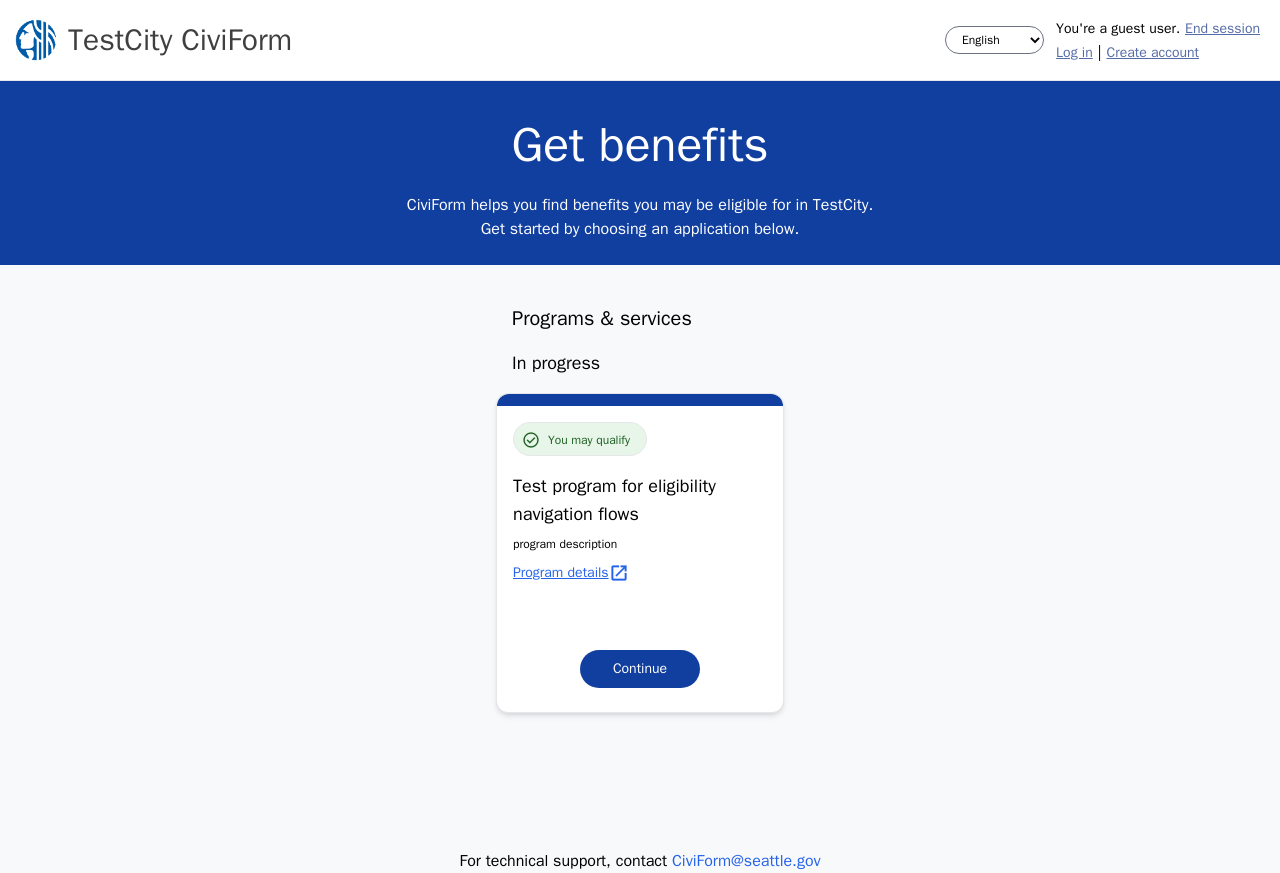 TestCity CiviForm
English
You're a guest user. End session
Log in | Create account
Get benefits
CiviForm helps you find benefits you may be eligible for in TestCity.
Get started by choosing an application below.
Programs & services
In progress
You may qualify
Test program for eligibility
navigation flows
program description
Program details
Continue
For technical support, contact CiviForm@seattle.gov